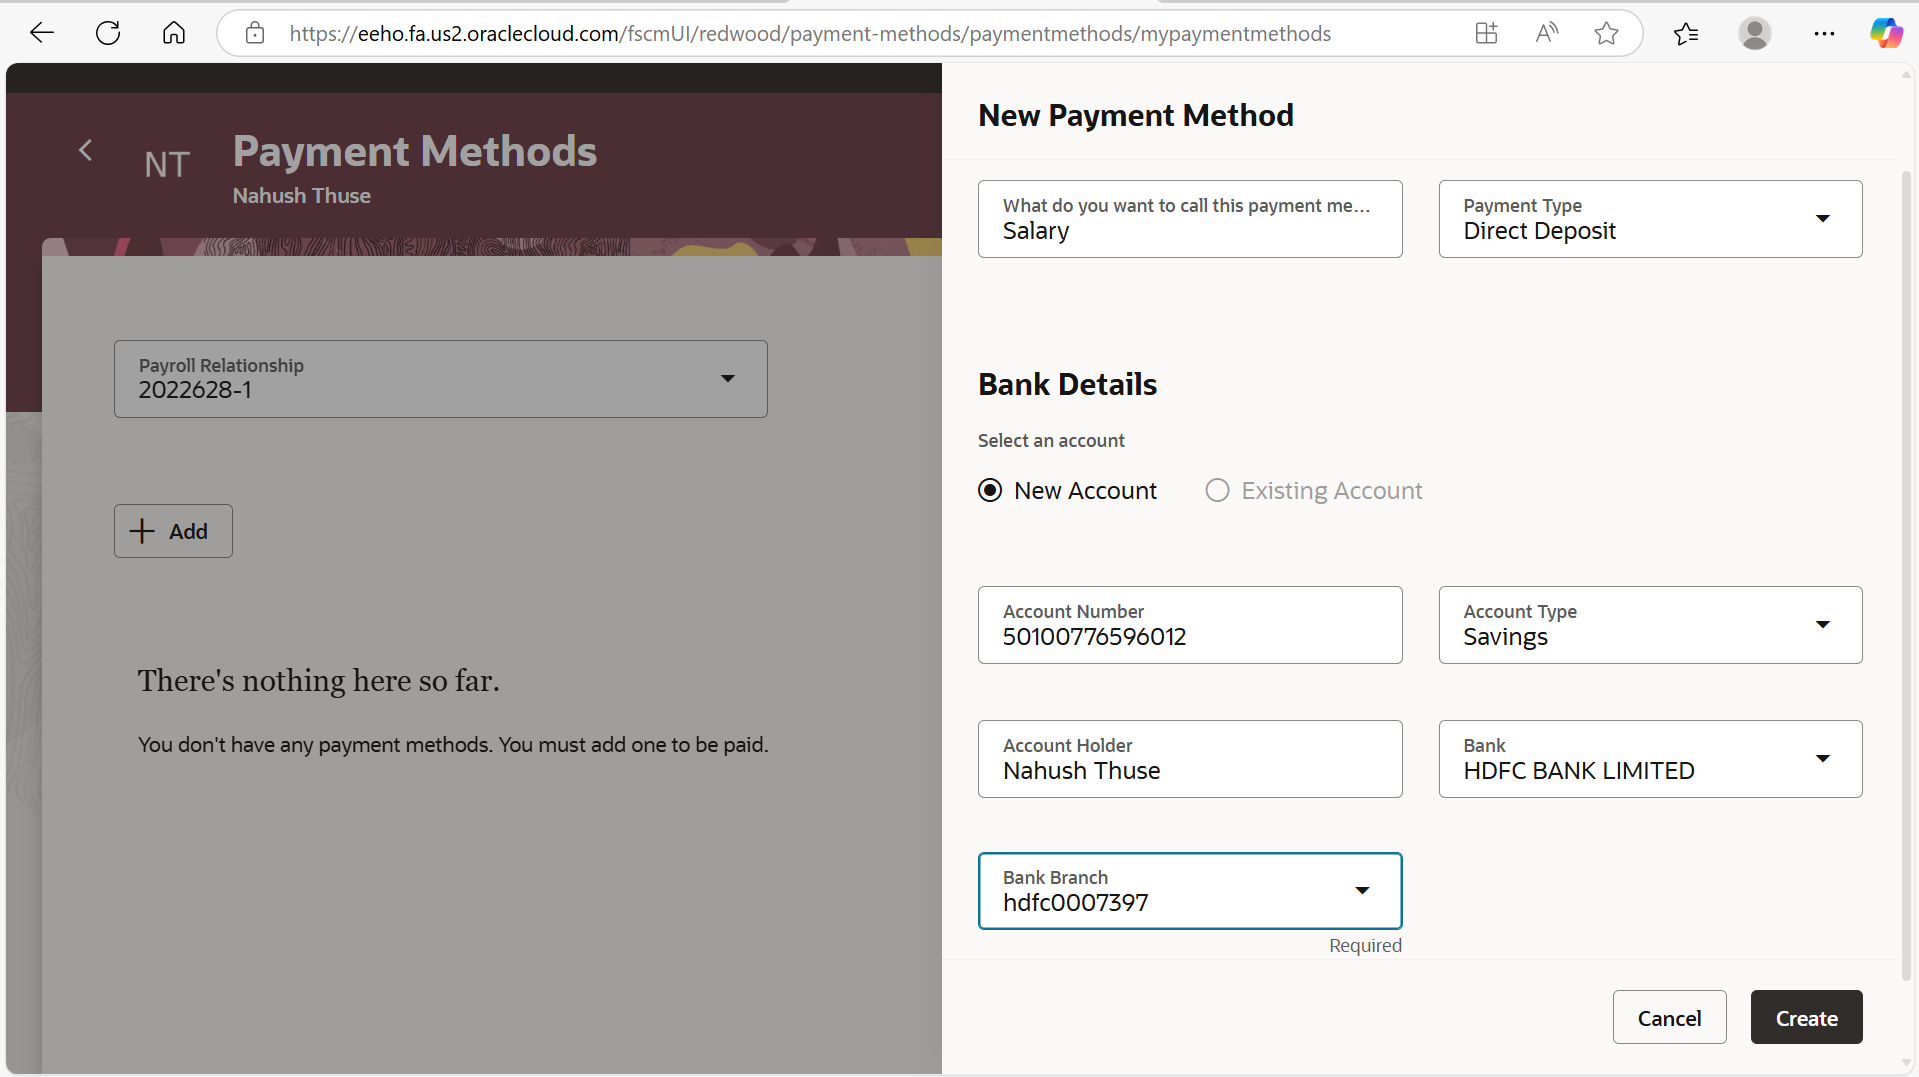 https://eeho.fa.us2.oraclecloud.com/fscmUI/redwood/payment-methods/paymentmethods/mypaymentmethods
NT
Payment Methods
Nahush Thuse
Payroll Relationship
2022628-1
Add
There's nothing here so far.
You don't have any payment methods. You must add one to be paid.
New Payment Method
What do you want to call this payment me...
Salary
Payment Type
Direct Deposit
Bank Details
Select an account
New Account
Existing Account
Account Number
50100776596012
Account Type
Savings
Account Holder
Nahush Thuse
Bank
HDFC BANK LIMITED
Bank Branch
hdfc0007397
Required
Cancel
Create